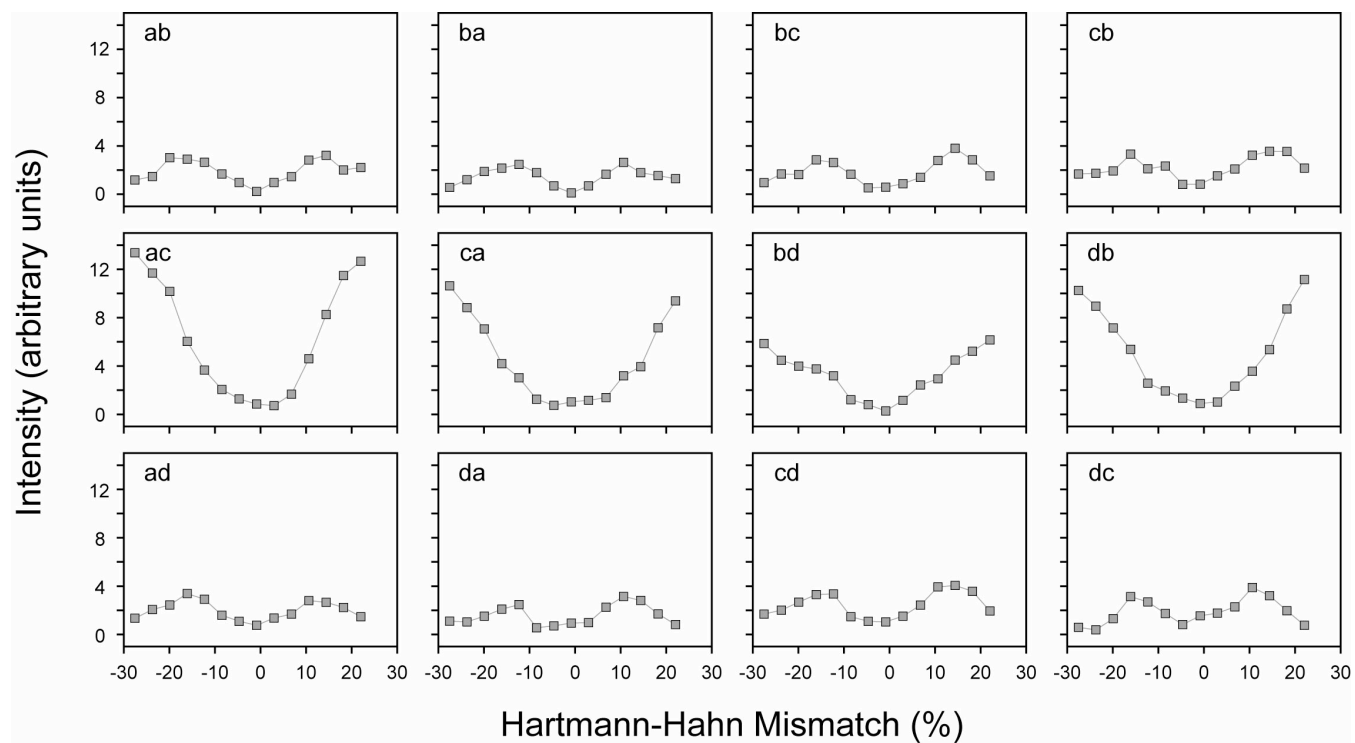 ab
ba
bc
cb
12
8
4
0
-30 -20 -10 0 10 20 30
-30 -20 -10 0 10 20 30
-30 -20 -10 0 10 20 30
-30 -20 -10 0 10 20 30
ac
ca
bd
db
12
8
4
0
ad
da
cd
dc
12
8
4
0
Intensity (arbitrary units)
Hartmann-Hahn Mismatch (%)